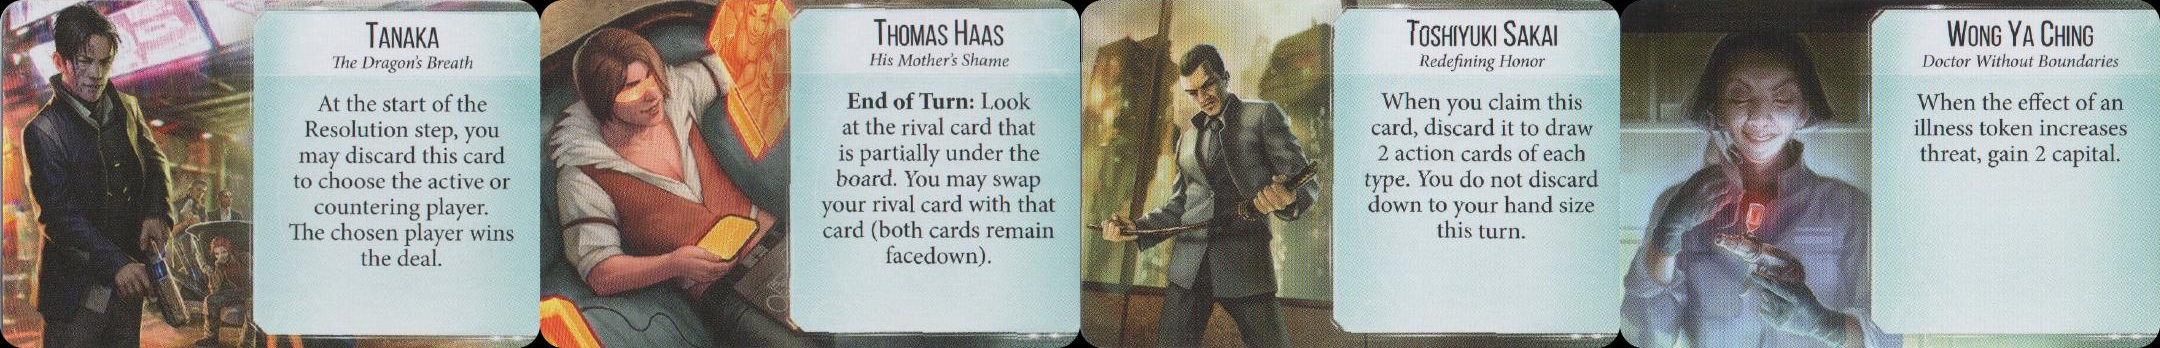 TANAKA
The Dragon's Breath
At the start of the
Resolution step, you
may discard this card
to choose the active or
countering player.
The chosen player wins
the deal.
THOMAS HAAS
His Mother's Shame
End of Turn: Look
at the rival card that
is partially under the
board. You may swap
your rival card with that
card (both cards remain
facedown).
TOSHIYUKI SAKAI
Redefining Honor
When you claim this
card, discard it to draw
2 action cards of each
type. You do not discard
down to your hand size
this turn.
WONG YA CHING
Doctor Without Boundaries
When the effect of an
illness token increases
threat, gain 2 capital.